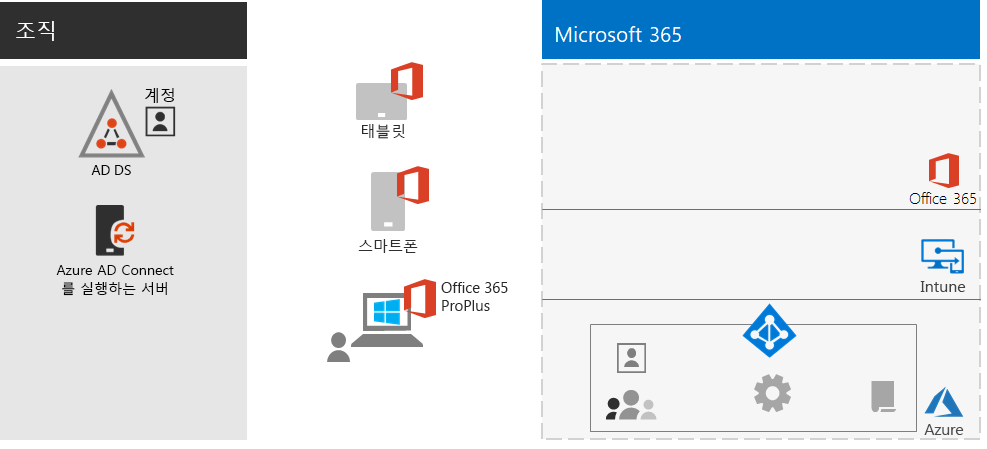 조직
계정
AD DS
Azure AD Connect
를 실행하는 서버
태블릿
스마트폰
Office 365
ProPlus
Microsoft 365
Office 365
Intune
Azure